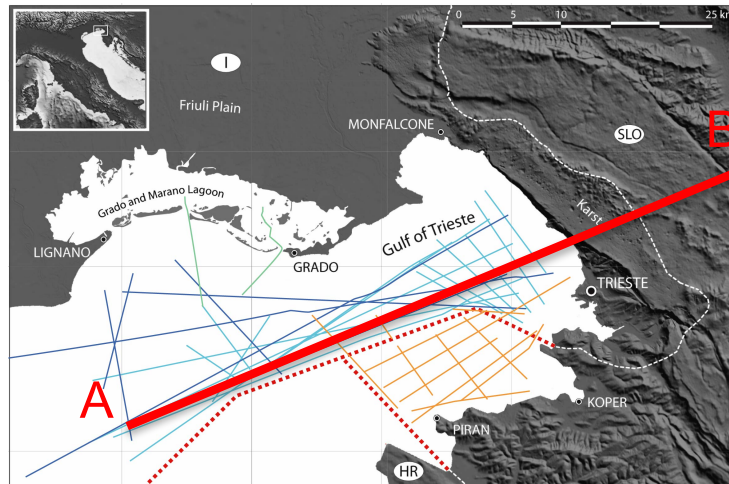 0 5 10 25 km
I
Friuli Plain
MONFALCONE
SLO
B
Grado and Marano Lagoon
Karst
Gulf of Trieste
LIGNANO
GRADO
TRIESTE
A
KOPER
PIRAN
HR